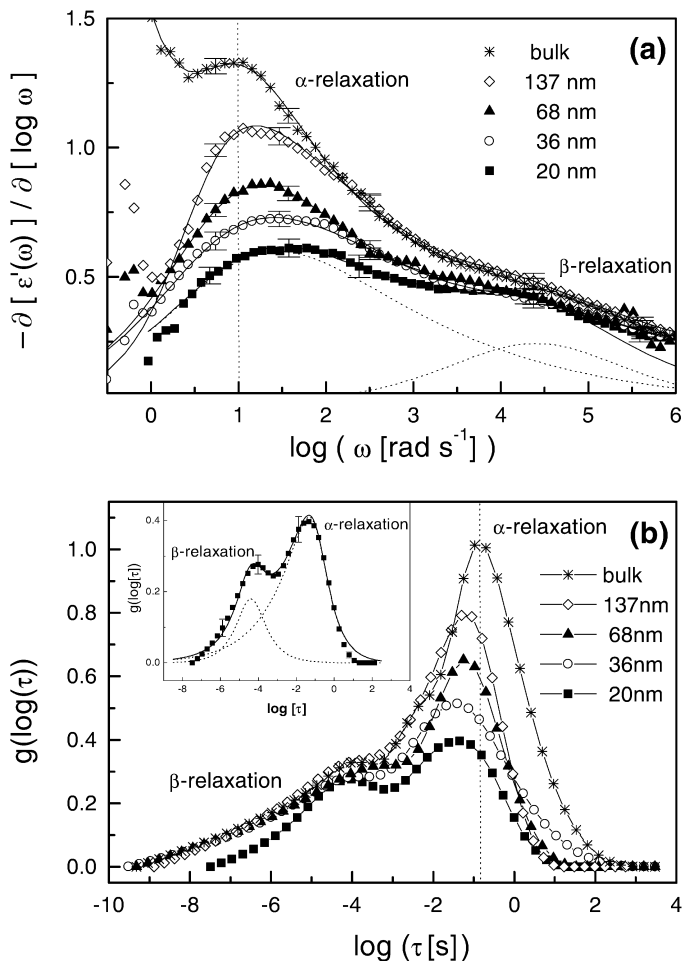 (a)
1.5
1.0
0.5
−∂ [ ε'(ω) ] / ∂ [ log ω ]
α-relaxation
β-relaxation
bulk
137 nm
68 nm
36 nm
20 nm
0 1 2 3 4 5 6
log ( ω [rad s⁻¹] )
(b)
1.0
0.8
0.6
0.4
0.2
0.0
g(log(τ))
0.4
0.2
0.0
g(log[τ])
β-relaxation
α-relaxation
-8 -6 -4 -2 0 2 4
log [τ]
α-relaxation
bulk
137nm
68nm
36nm
20nm
β-relaxation
-10 -8 -6 -4 -2 0 2 4
log (τ[s])